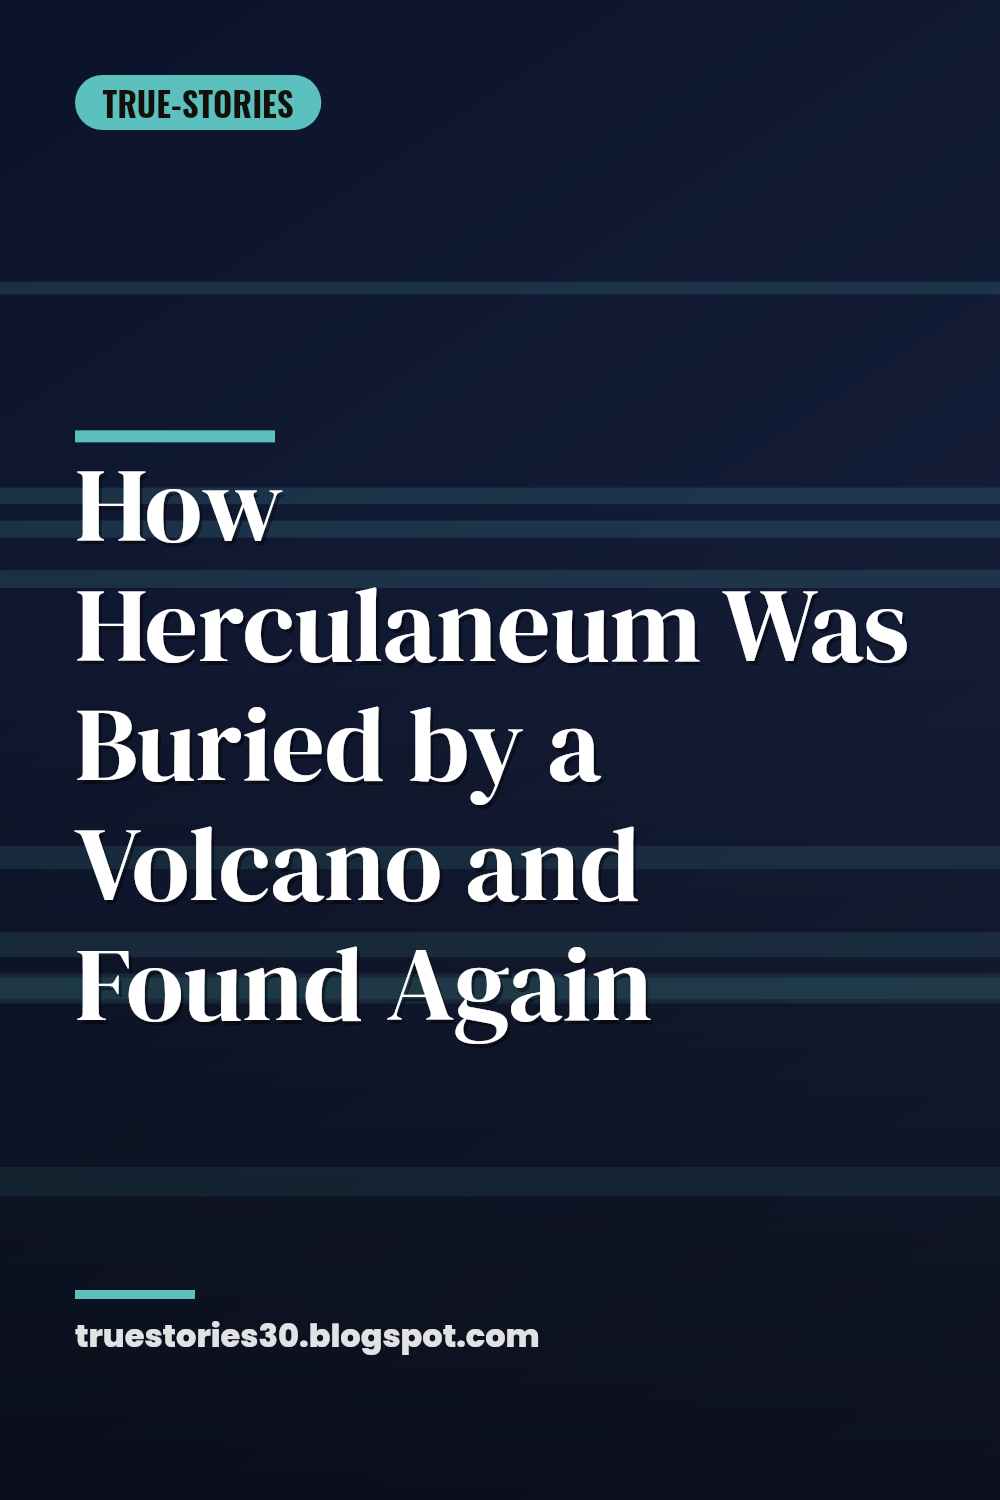 TRUE-STORIES
How
Herculaneum Was
Buried by a
Volcano and
Found Again
truestories30.blogspot.com